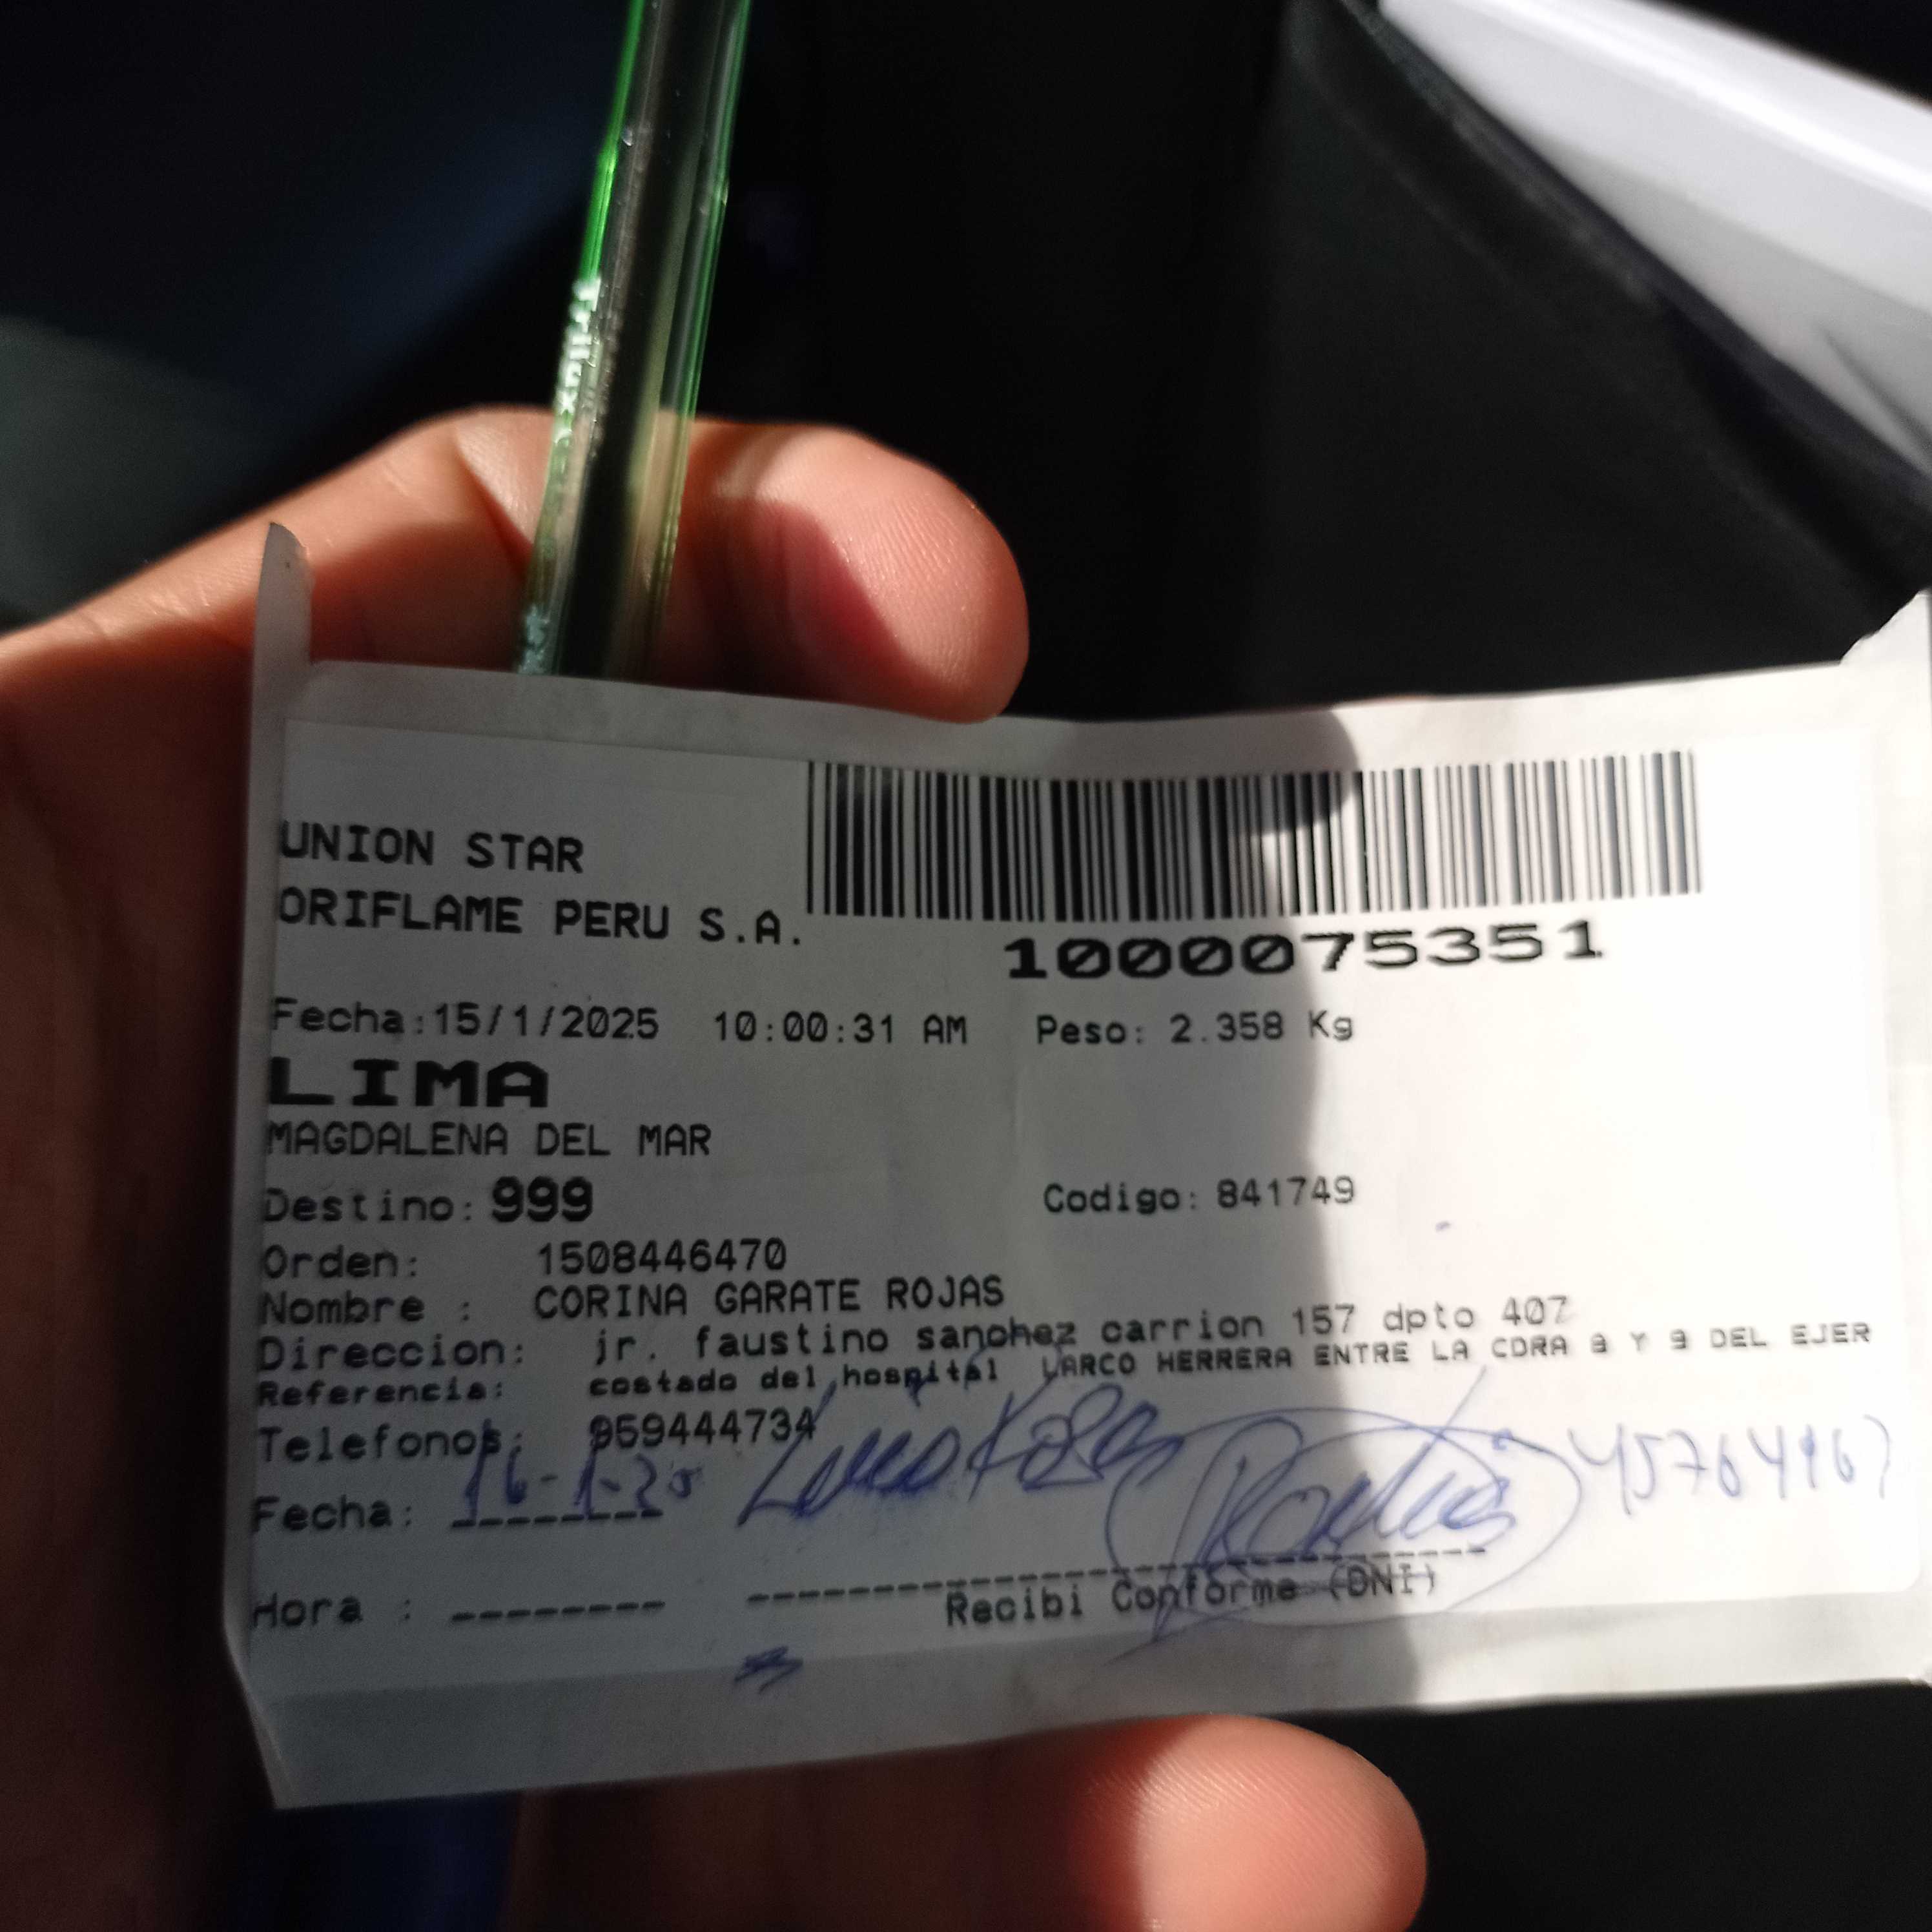 Trilux
UNION STAR
ORIFLAME PERU S.A.
1000075351
Fecha:15/1/2025 10:00:31 AM Peso: 2.358 Kg
LIMA
MAGDALENA DEL MAR
Destino: 999 Codigo: 841749
Orden: 1508446470
Nombre : CORINA GARATE ROJAS
Direccion: jr. faustino sanchez carrion 157 dpto 407
Referencia: costado del hospital LARCO HERRERA ENTRE LA CDRA 8 Y 9 DEL EJER
Telefonos: 959444734
Fecha: 16-1-25 Luis
Hora :
Recibi Conforme (DNI)